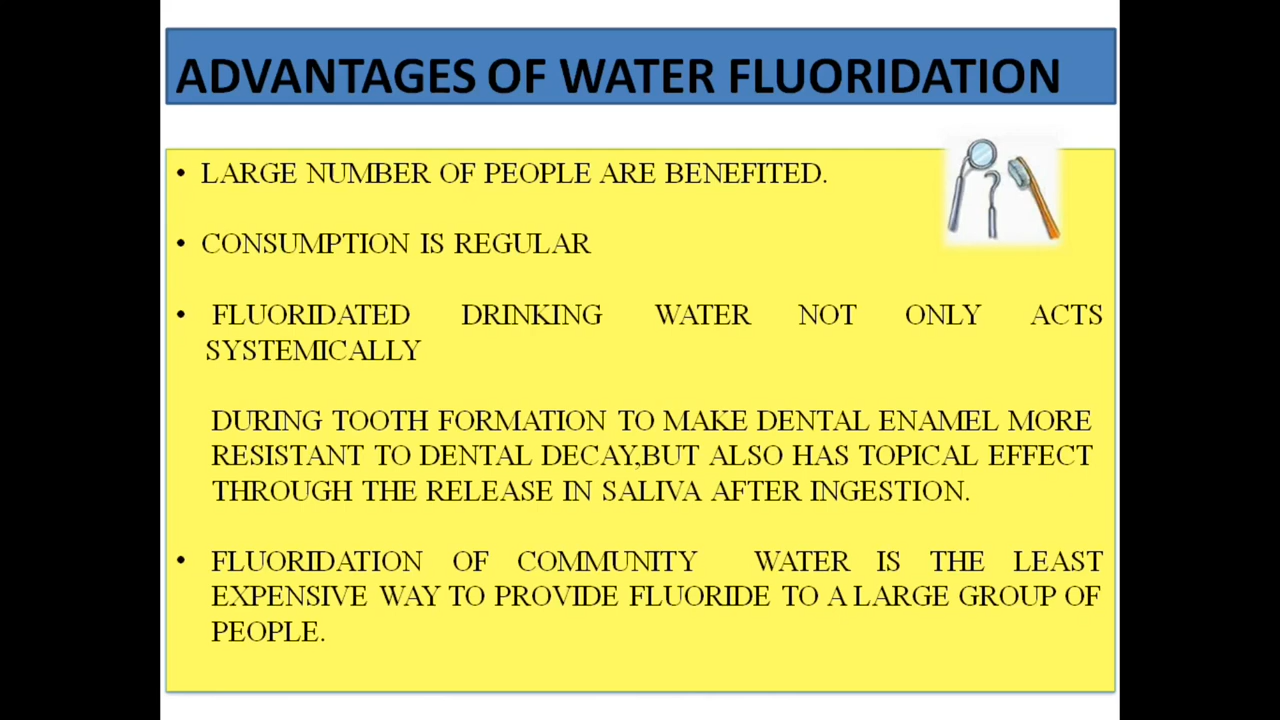 ADVANTAGES OF WATER FLUORIDATION
• LARGE NUMBER OF PEOPLE ARE BENEFITED.
• CONSUMPTION IS REGULAR
• FLUORIDATED DRINKING WATER NOT ONLY ACTS
SYSTEMICALLY
DURING TOOTH FORMATION TO MAKE DENTAL ENAMEL MORE
RESISTANT TO DENTAL DECAY,BUT ALSO HAS TOPICAL EFFECT
THROUGH THE RELEASE IN SALIVA AFTER INGESTION.
• FLUORIDATION OF COMMUNITY WATER IS THE LEAST
EXPENSIVE WAY TO PROVIDE FLUORIDE TO A LARGE GROUP OF
PEOPLE.